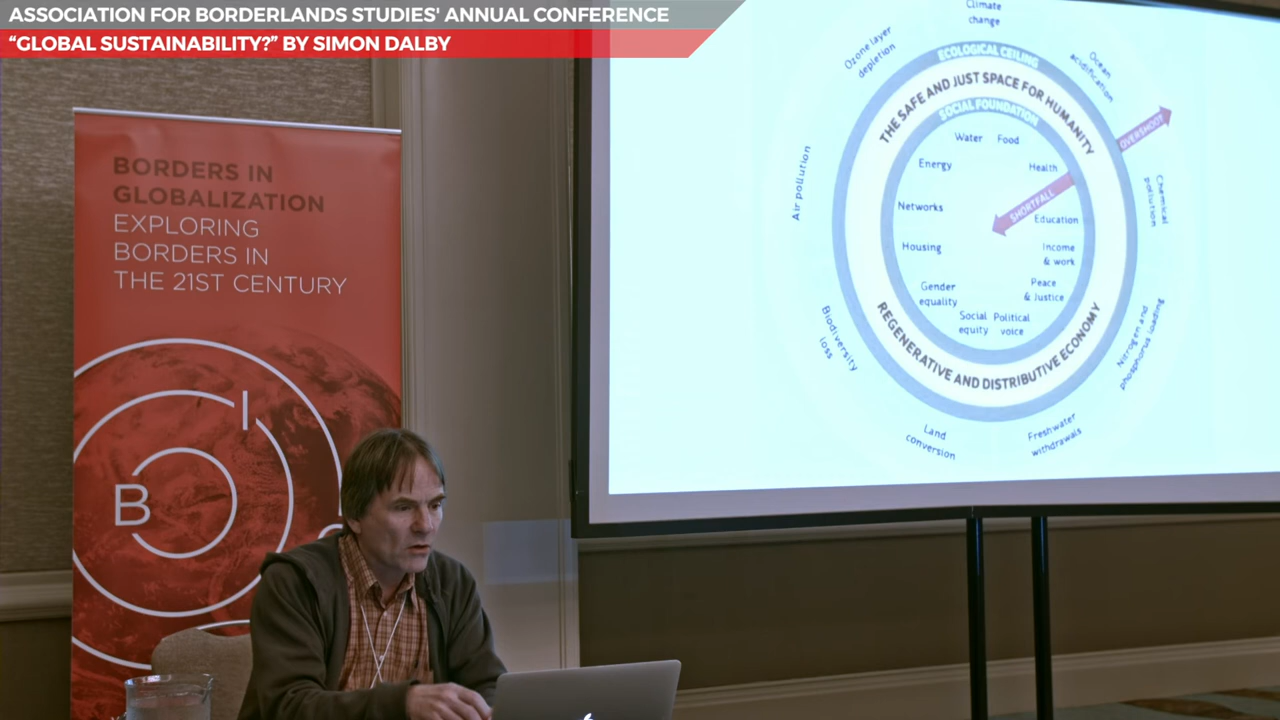 ASSOCIATION FOR BORDERLANDS STUDIES' ANNUAL CONFERENCE
“GLOBAL SUSTAINABILITY?” BY SIMON DALBY
BORDERS IN
GLOBALIZATION
EXPLORING
BORDERS IN
THE 21ST CENTURY
B
I
Climate
change
Ozone layer
depletion
Ocean
acidification
ECOLOGICAL CEILING
THE SAFE AND JUST SPACE FOR HUMANITY
SOCIAL FOUNDATION
OVERSHOOT
Water
Food
Energy
Health
SHORTFALL
Air pollution
Chemical
pollution
Networks
Education
Housing
Income
& work
Gender
equality
Peace
& Justice
Social
equity
Political
voice
Biodiversity
loss
Nitrogen and
phosphorus loading
REGENERATIVE AND DISTRIBUTIVE ECONOMY
Land
conversion
Freshwater
withdrawals